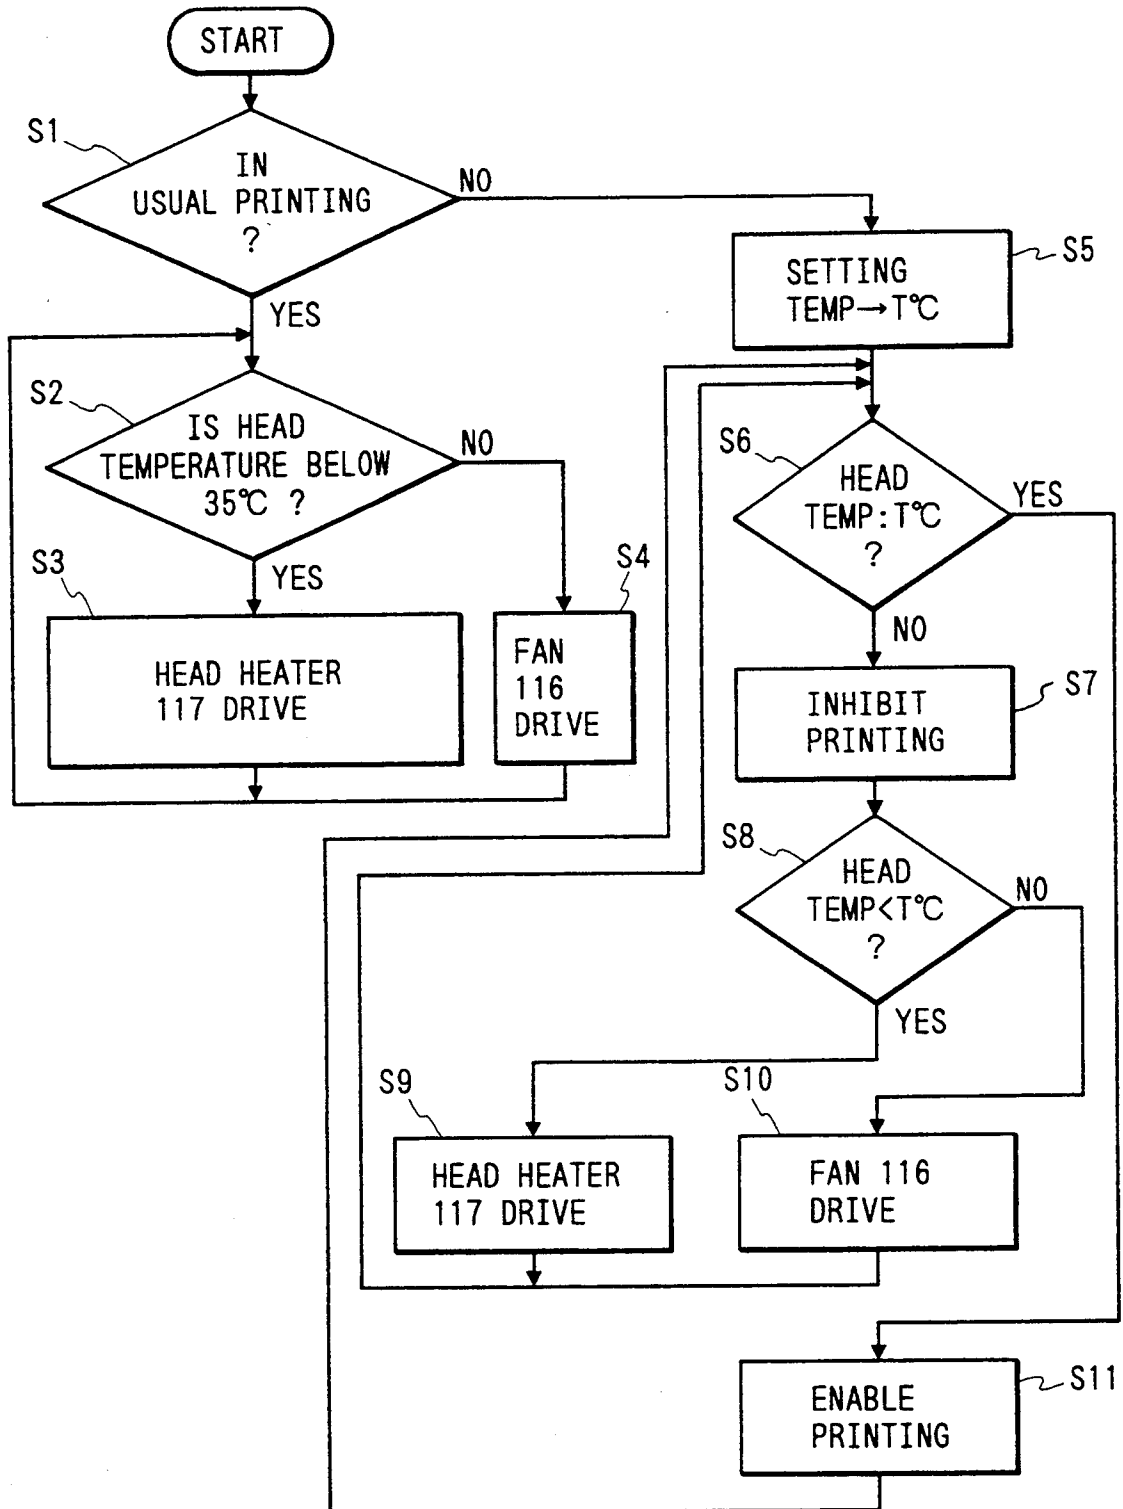 START
S1
IN
USUAL PRINTING
?
NO
YES
S5
SETTING
TEMP→T℃
S2
IS HEAD
TEMPERATURE BELOW
35℃ ?
NO
YES
S6
HEAD
TEMP:T℃
?
YES
NO
S3
HEAD HEATER
117 DRIVE
S4
FAN
116
DRIVE
S7
INHIBIT
PRINTING
S8
HEAD
TEMP<T℃
?
NO
YES
S9
HEAD HEATER
117 DRIVE
S10
FAN 116
DRIVE
S11
ENABLE
PRINTING